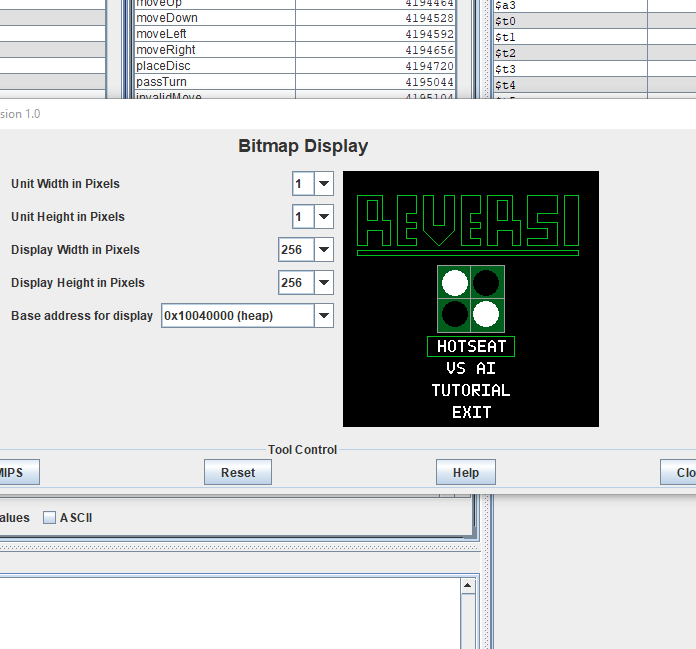 moveUp 4194464
moveDown 4194528
moveLeft 4194592
moveRight 4194656
placeDisc 4194720
passTurn 4195044
invalidMove 4195104
$a3
$t0
$t1
$t2
$t3
$t4
sion 1.0
Bitmap Display
Unit Width in Pixels 1
Unit Height in Pixels 1
Display Width in Pixels 256
Display Height in Pixels 256
Base address for display 0x10040000 (heap)
REVERSI
HOTSEAT
VS AI
TUTORIAL
EXIT
Tool Control
MIPS Reset Help Clo
alues ASCII